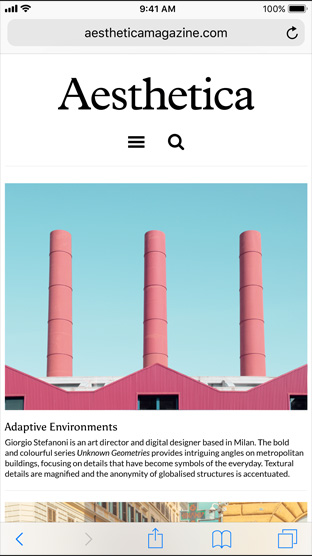 9:41 AM
100%
aestheticamagazine.com
Aesthetica
Adaptive Environments
Giorgio Stefanoni is an art director and digital designer based in Milan. The bold
and colourful series Unknown Geometries provides intriguing angles on metropolitan
buildings, focusing on details that have become symbols of the everyday. Textural
details are magnified and the anonymity of globalised structures is accentuated.